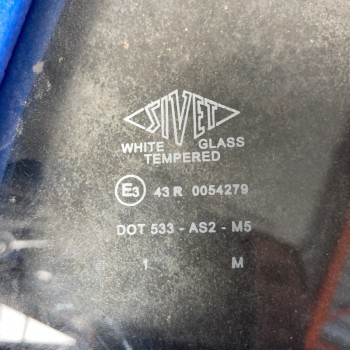 SIVET
WHITE GLASS
TEMPERED
E3 43 R 0054279
DOT 533 - AS2 - M5
1 M